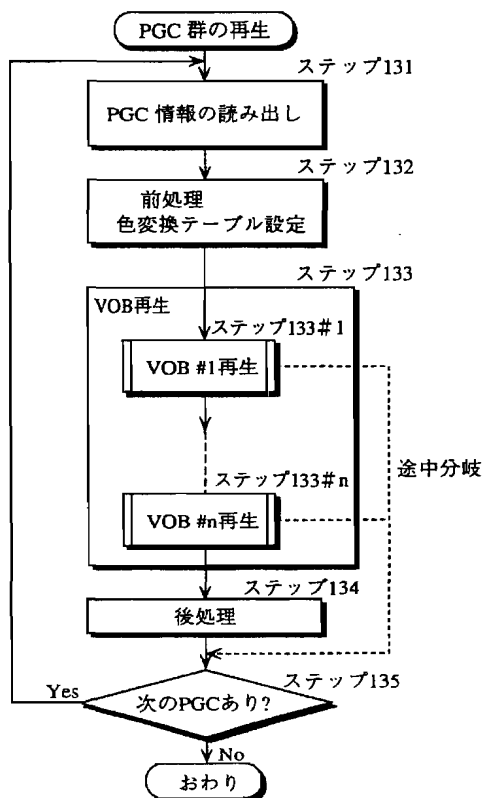 PGC 群の再生
ステップ131
PGC 情報の読み出し
ステップ132
前処理
色変換テーブル設定
ステップ133
VOB再生
ステップ133#1
VOB #1再生
途中分岐
ステップ133#n
VOB #n再生
ステップ134
後処理
ステップ135
Yes
次のPGCあり?
No
おわり